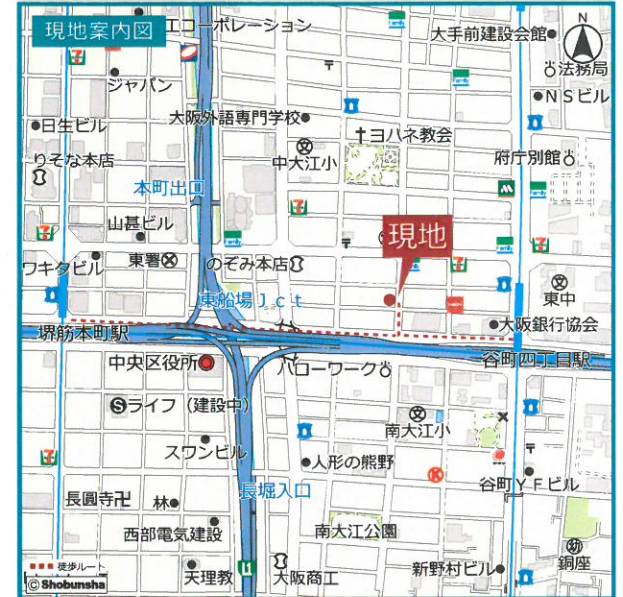 現地案内図
エコーポレーション
大手前建設会館
N
法務局
ジャパン
NSビル
日生ビル
大阪外語専門学校
ヨハネ教会
りそな本店
中大江小
府庁別館
本町出口
山甚ビル
現地
ワキタビル
東署
のぞみ本店
東中
東船場Jct
大阪銀行協会
堺筋本町駅
谷町四丁目駅
中央区役所
ハローワーク
ライフ(建設中)
南大江小
スワンビル
人形の熊野
谷町YFビル
長圓寺卍
林
長堀入口
西部電気建設
南大江公園
銅座
徒歩ルート
© Shobunsha
天理教
大阪商工
新野村ビル